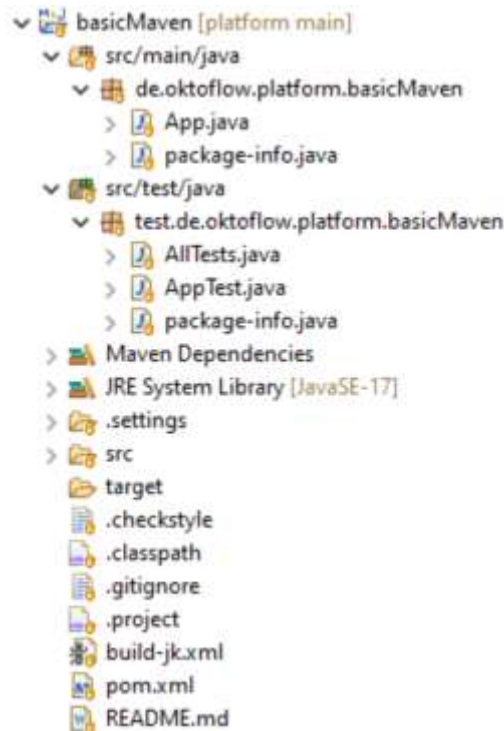 basicMaven [platform main]
src/main/java
de.oktoflow.platform.basicMaven
App.java
package-info.java
src/test/java
test.de.oktoflow.platform.basicMaven
AllTests.java
AppTest.java
package-info.java
Maven Dependencies
JRE System Library [JavaSE-17]
.settings
src
target
.checkstyle
.classpath
.gitignore
.project
build-jk.xml
pom.xml
README.md